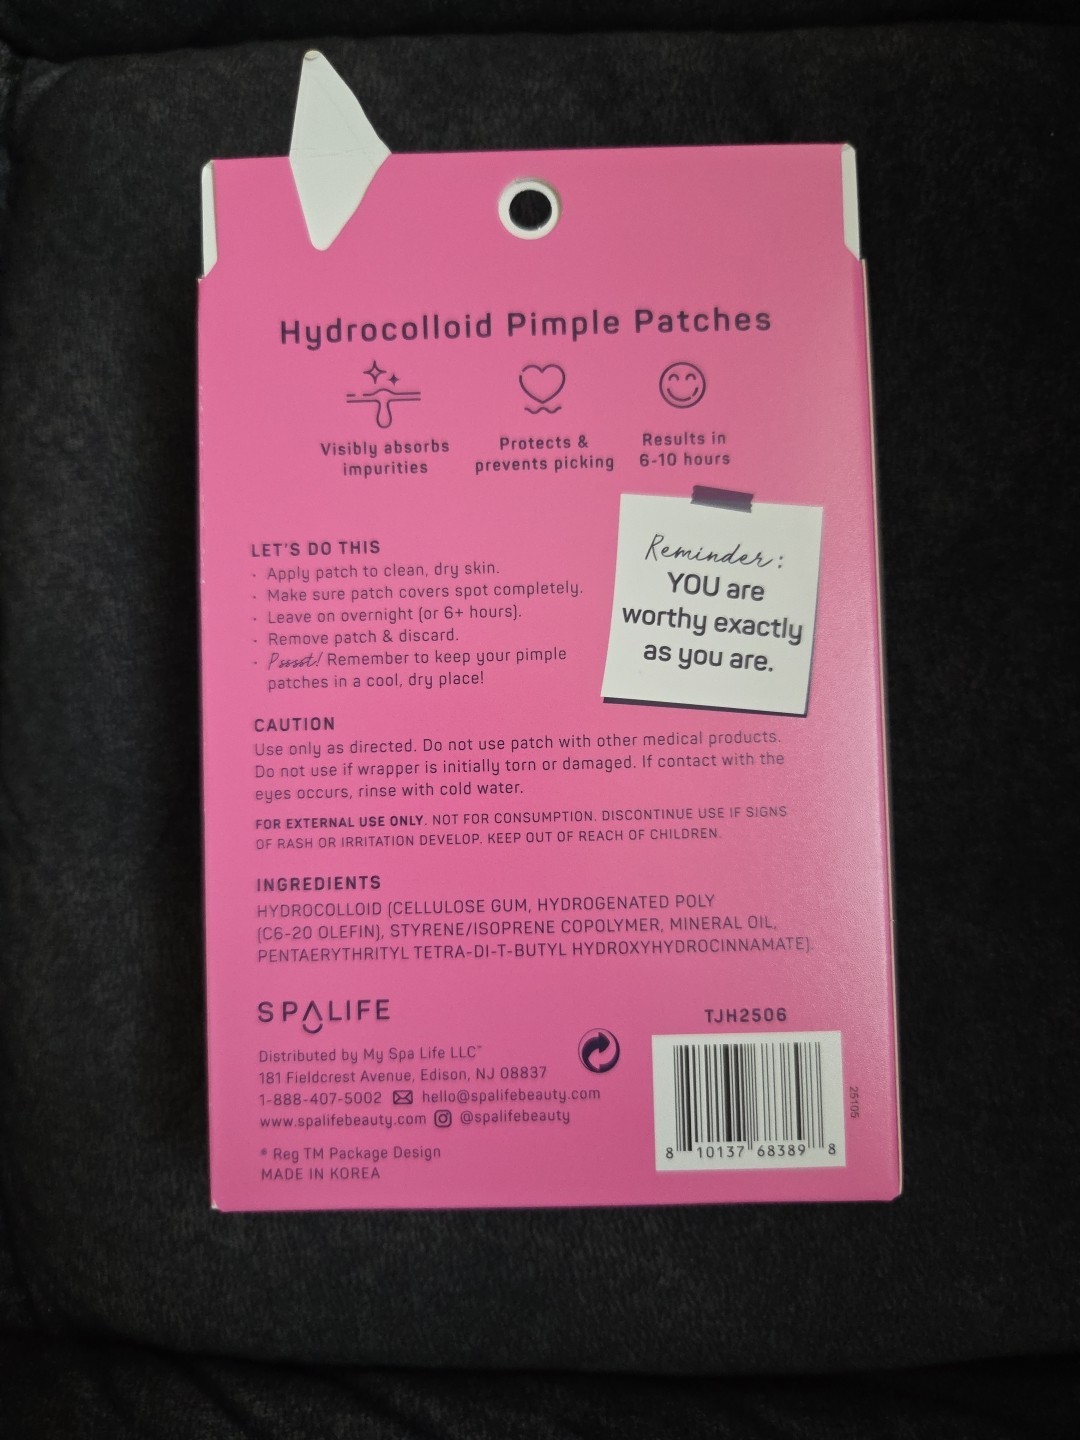 Hydrocolloid Pimple Patches
Visibly absorbs
impurities
Protects &
prevents picking
Results in
6-10 hours
Reminder:
YOU are
worthy exactly
as you are.
LET'S DO THIS
- Apply patch to clean, dry skin.
- Make sure patch covers spot completely.
- Leave on overnight (or 6+ hours).
- Remove patch & discard.
- Psssst! Remember to keep your pimple
patches in a cool, dry place!
CAUTION
Use only as directed. Do not use patch with other medical products.
Do not use if wrapper is initially torn or damaged. If contact with the
eyes occurs, rinse with cold water.
FOR EXTERNAL USE ONLY. NOT FOR CONSUMPTION. DISCONTINUE USE IF SIGNS
OF RASH OR IRRITATION DEVELOP. KEEP OUT OF REACH OF CHILDREN.
INGREDIENTS
HYDROCOLLOID (CELLULOSE GUM, HYDROGENATED POLY
(C6-20 OLEFIN), STYRENE/ISOPRENE COPOLYMER, MINERAL OIL,
PENTAERYTHRITYL TETRA-DI-T-BUTYL HYDROXYHYDROCINNAMATE).
SPALIFE
Distributed by My Spa Life LLC™
181 Fieldcrest Avenue, Edison, NJ 08837
1-888-407-5002 hello@spalifebeauty.com
www.spalifebeauty.com @spalifebeauty
® Reg TM Package Design
MADE IN KOREA
TJH2506
25105
8 10137 68389 8